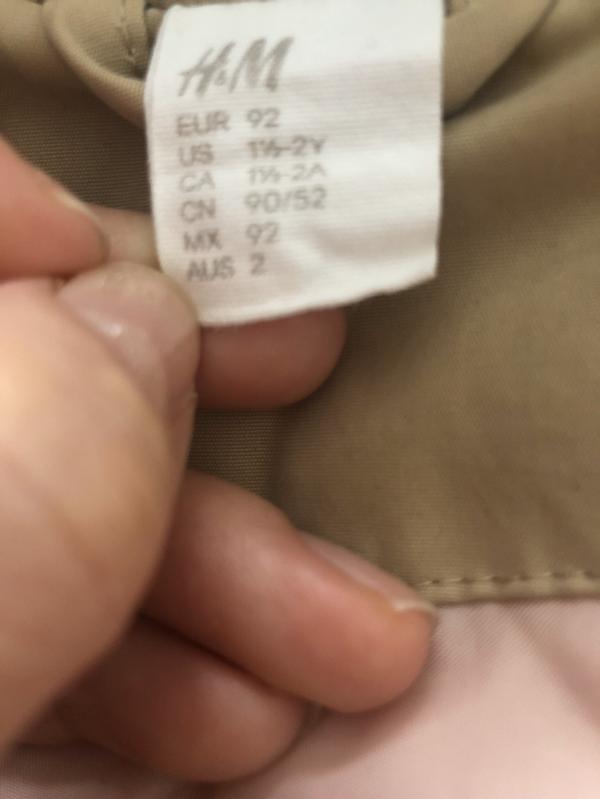 H&M
EUR 92
US 1½-2Y
CA 1½-2A
CN 90/52
MX 92
AUS 2